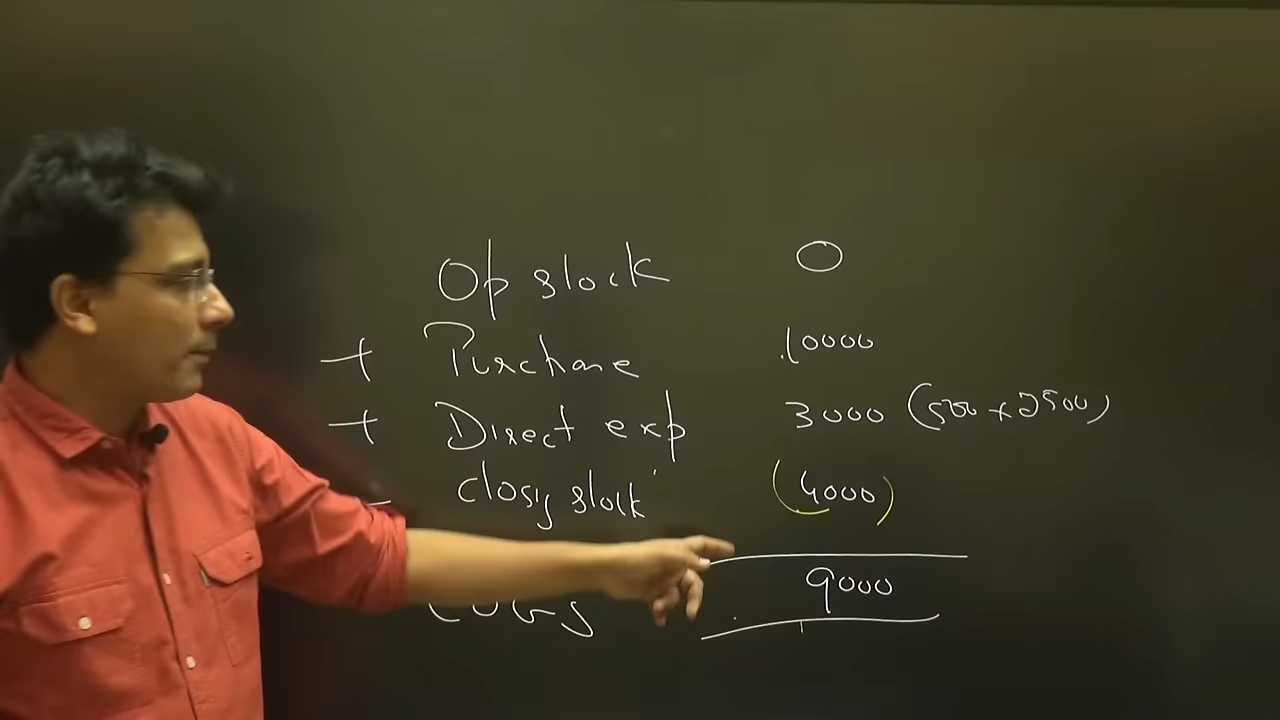 Op stock 0
+ Purchase 10000
+ Direct exp 3000 (500 + 2500)
- Closing stock (4000)
COGS 9000